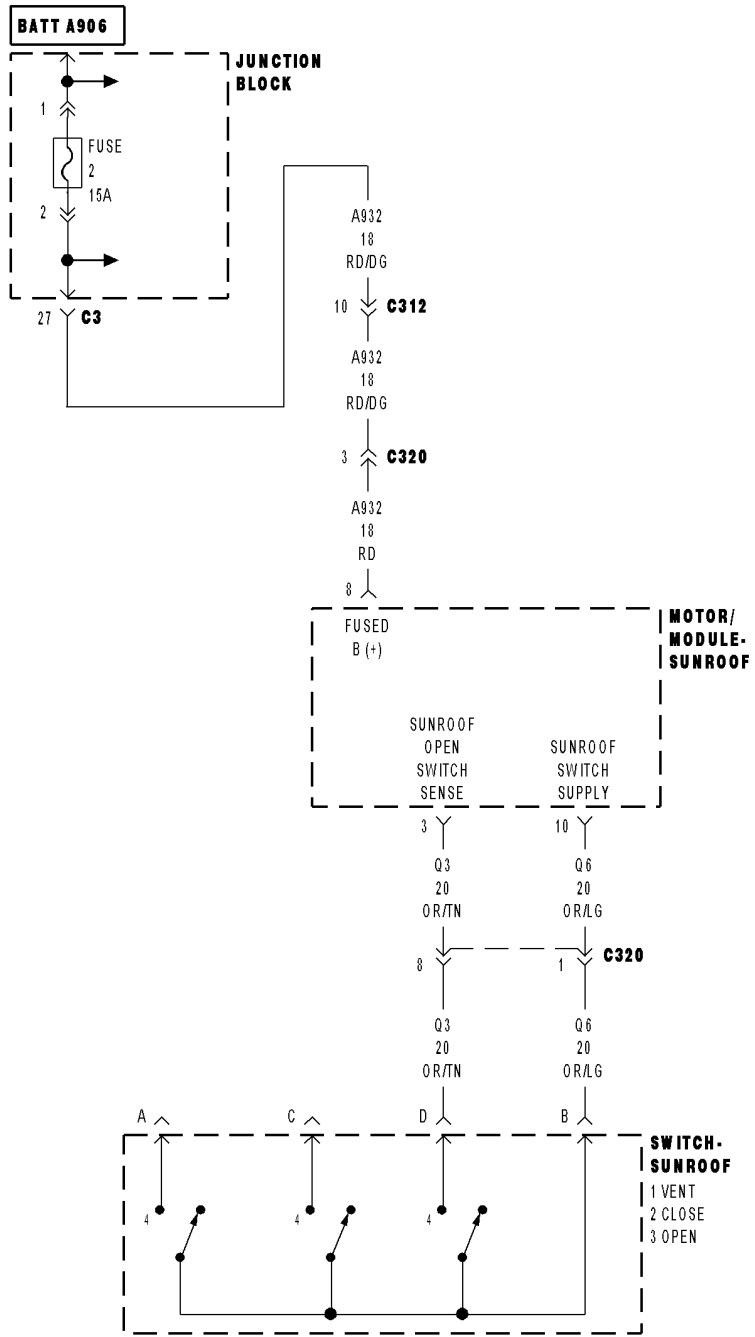 BATT A906
JUNCTION
BLOCK
1
FUSE
2
15A
2
27 C3
A932
18
RD/DG
10 C312
A932
18
RD/DG
3 C320
A932
18
RD
8
FUSED
B (+)
MOTOR/
MODULE-
SUNROOF
SUNROOF
OPEN
SWITCH
SENSE
SUNROOF
SWITCH
SUPPLY
3
10
Q3
20
OR/TN
Q6
20
OR/LG
8
1
C320
Q3
20
OR/TN
Q6
20
OR/LG
A
C
D
B
SWITCH-
SUNROOF
1 VENT
2 CLOSE
3 OPEN
4
4
4